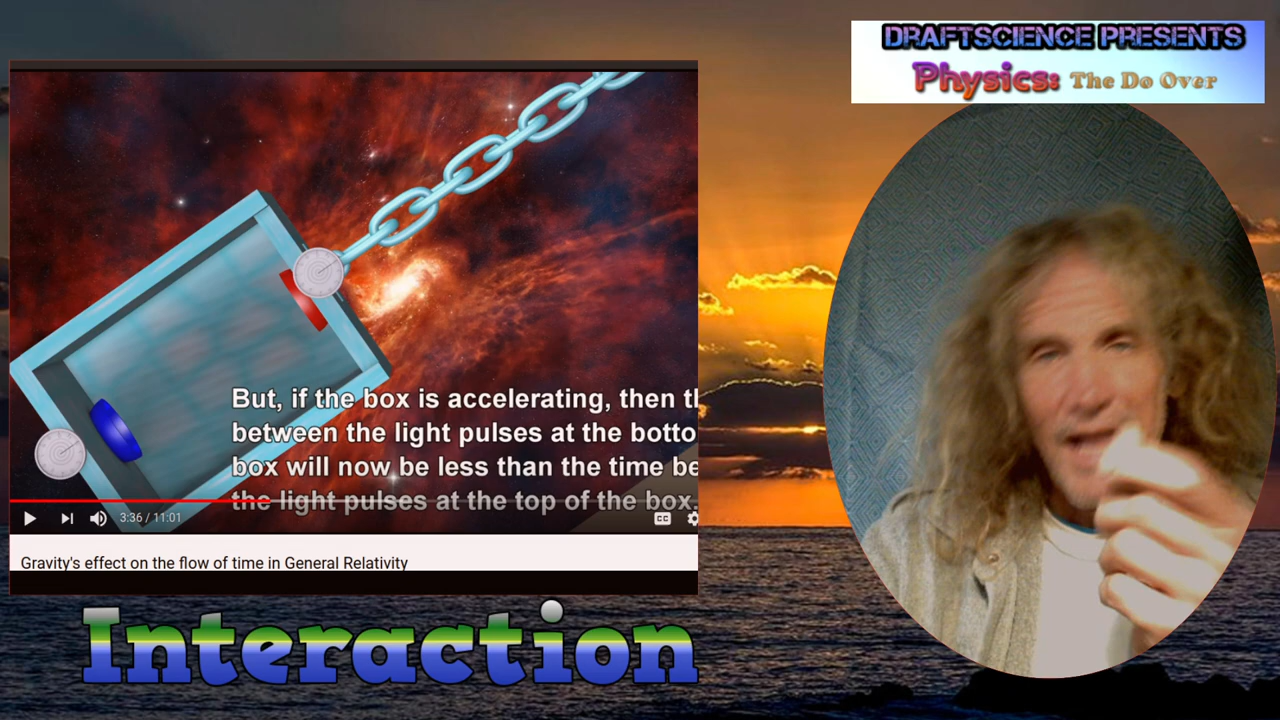 DRAFTSCIENCE PRESENTS
Physics: The Do Over
But, if the box is accelerating, then th
between the light pulses at the botto
box will now be less than the time be
the light pulses at the top of the box.
3:36 / 11:01
CC
Gravity's effect on the flow of time in General Relativity
Interaction